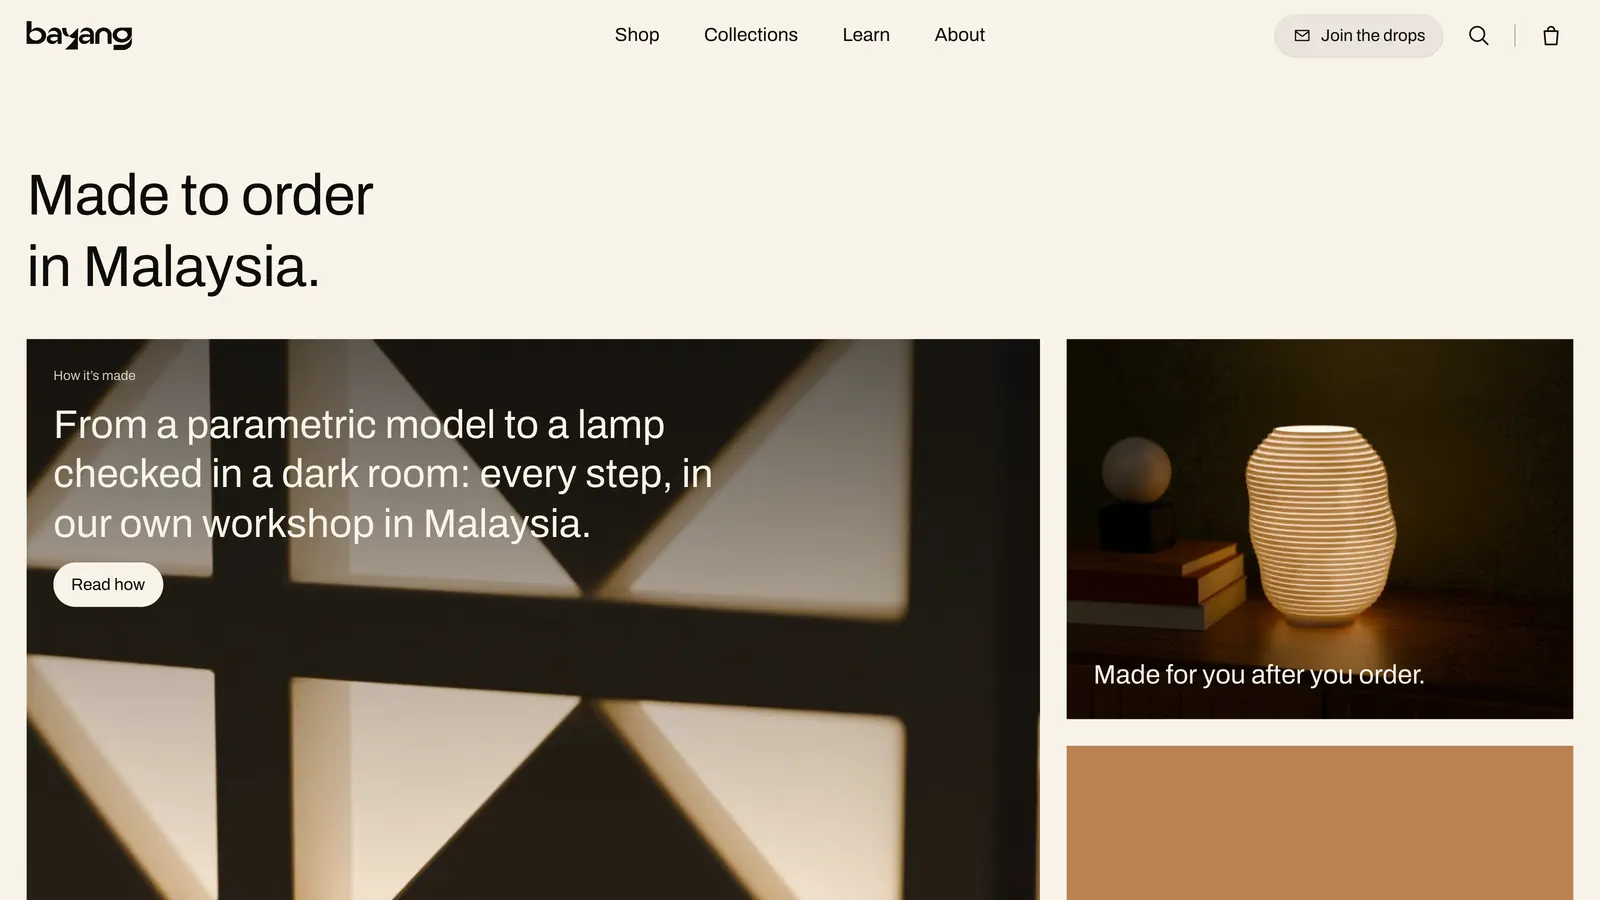 bayang
Shop
Collections
Learn
About
Join the drops
Made to order
in Malaysia.
How it's made
From a parametric model to a lamp
checked in a dark room: every step, in
our own workshop in Malaysia.
Read how
Made for you after you order.